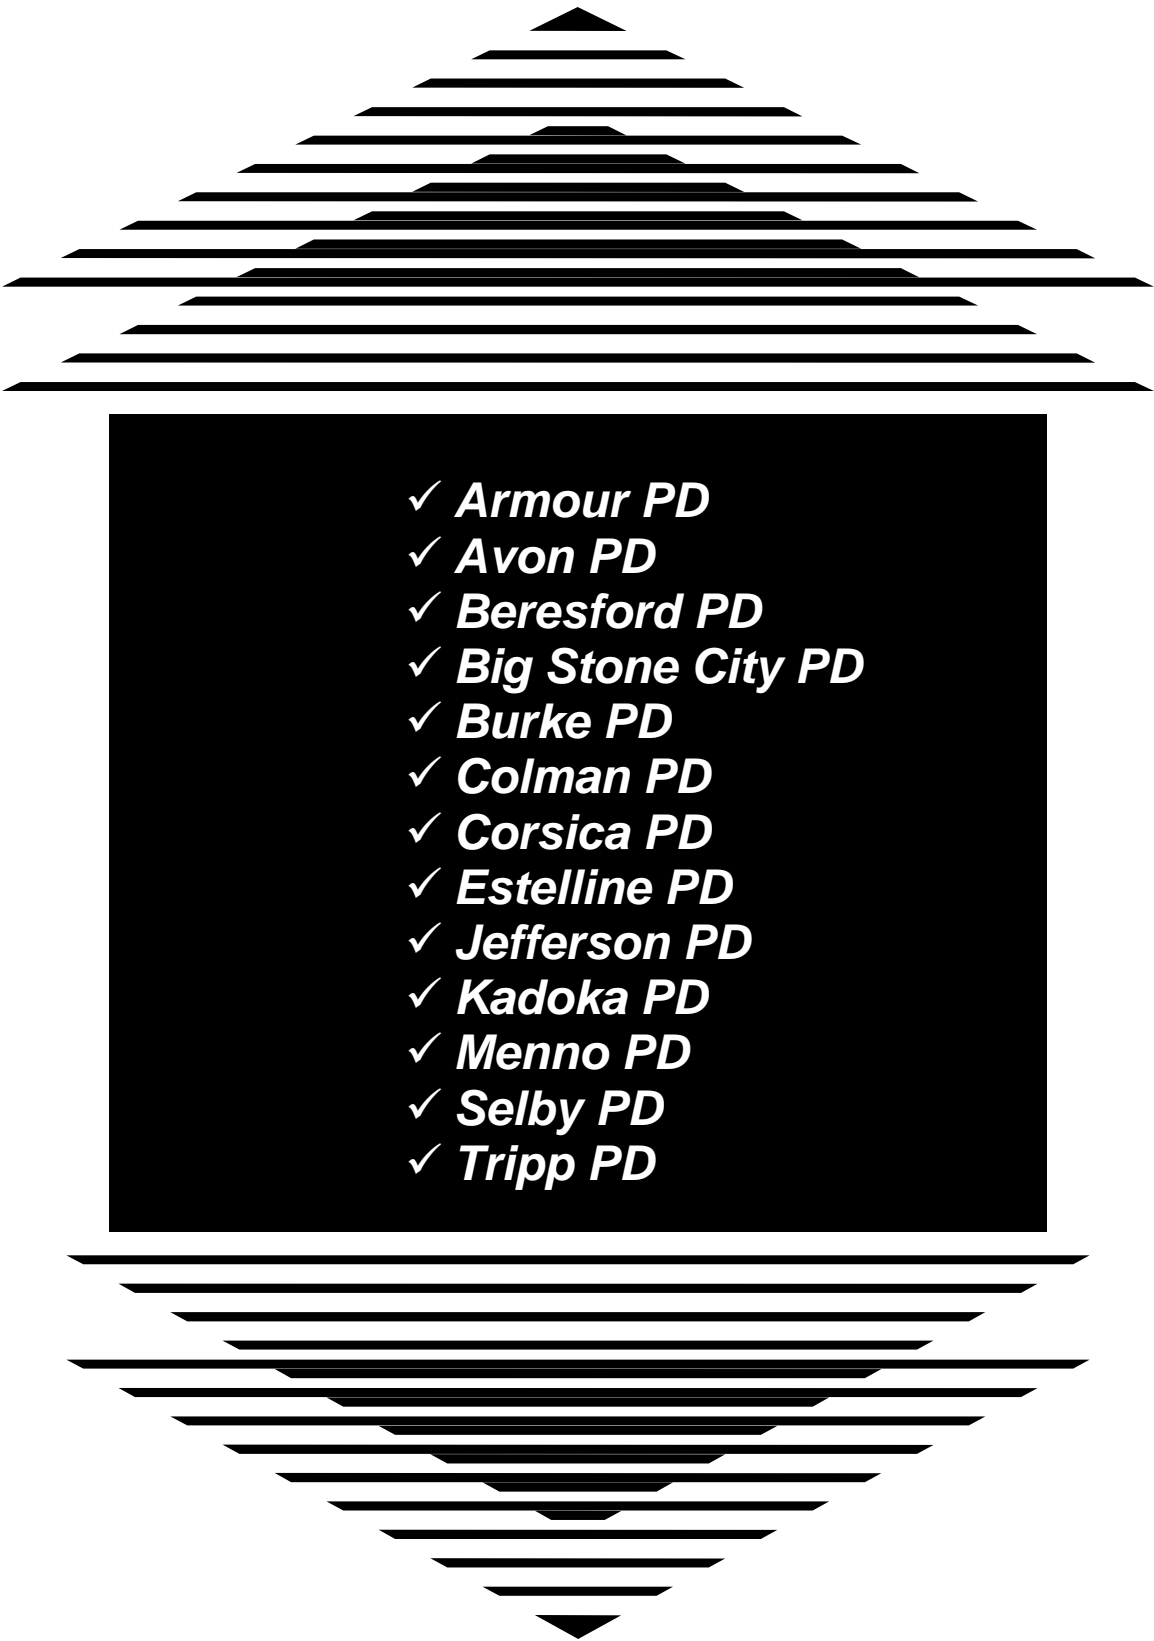 ✓ Armour PD
✓ Avon PD
✓ Beresford PD
✓ Big Stone City PD
✓ Burke PD
✓ Colman PD
✓ Corsica PD
✓ Estelline PD
✓ Jefferson PD
✓ Kadoka PD
✓ Menno PD
✓ Selby PD
✓ Tripp PD